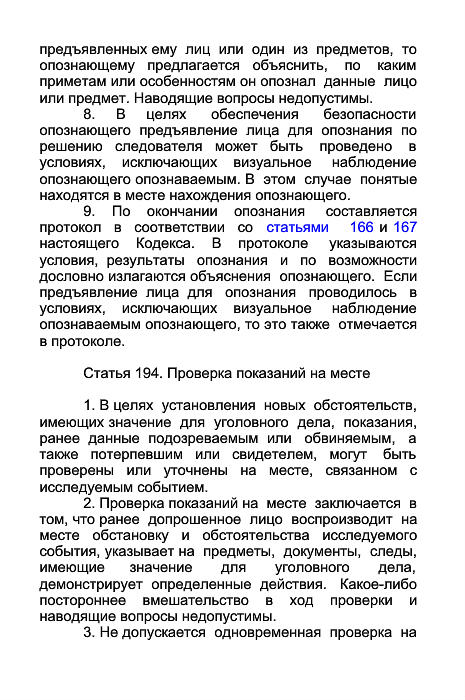 предъявленных ему лиц или один из предметов, то
опознающему предлагается объяснить, по каким
приметам или особенностям он опознал данные лицо
или предмет. Наводящие вопросы недопустимы.
8. В целях обеспечения безопасности
опознающего предъявление лица для опознания по
решению следователя может быть проведено в
условиях, исключающих визуальное наблюдение
опознающего опознаваемым. В этом случае понятые
находятся в месте нахождения опознающего.
9. По окончании опознания составляется
протокол в соответствии со статьями 166 и 167
настоящего Кодекса. В протоколе указываются
условия, результаты опознания и по возможности
дословно излагаются объяснения опознающего. Если
предъявление лица для опознания проводилось в
условиях, исключающих визуальное наблюдение
опознаваемым опознающего, то это также отмечается
в протоколе.
Статья 194. Проверка показаний на месте
1. В целях установления новых обстоятельств,
имеющих значение для уголовного дела, показания,
ранее данные подозреваемым или обвиняемым, а
также потерпевшим или свидетелем, могут быть
проверены или уточнены на месте, связанном с
исследуемым событием.
2. Проверка показаний на месте заключается в
том, что ранее допрошенное лицо воспроизводит на
месте обстановку и обстоятельства исследуемого
события, указывает на предметы, документы, следы,
имеющие значение для уголовного дела,
демонстрирует определенные действия. Какое-либо
постороннее вмешательство в ход проверки и
наводящие вопросы недопустимы.
3. Не допускается одновременная проверка на